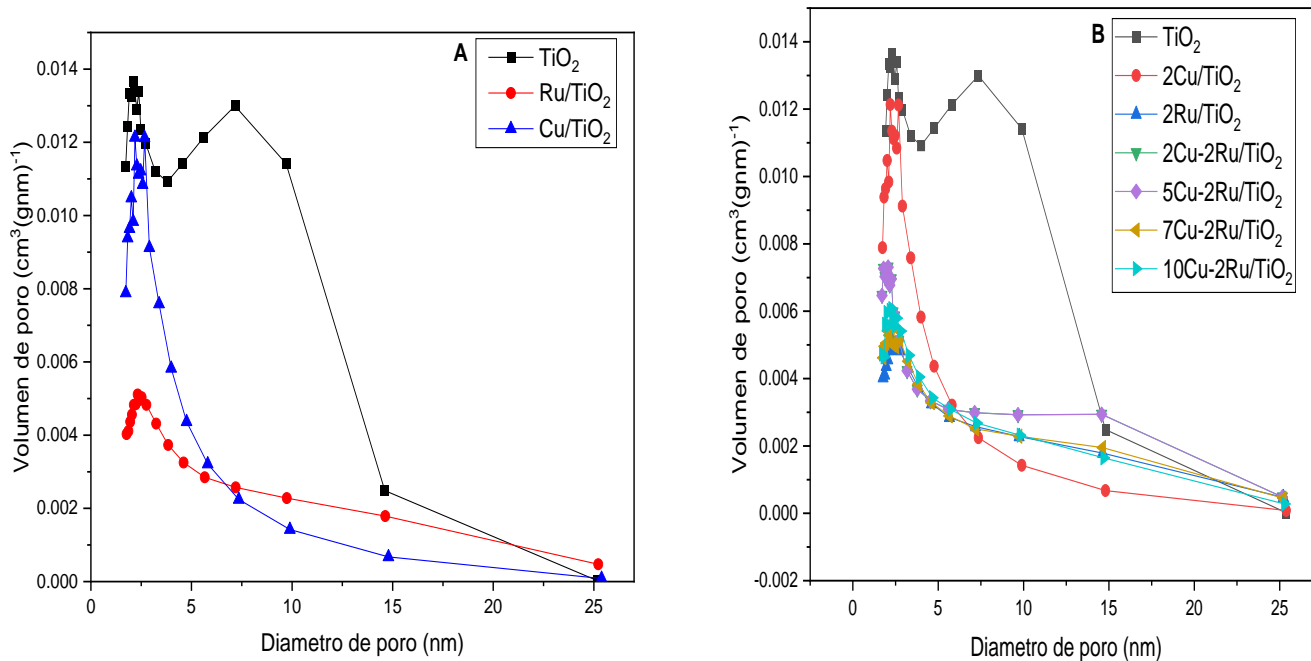 A
TiO₂
Ru/TiO₂
Cu/TiO₂
0.014
0.012
0.010
0.008
0.006
0.004
0.002
0.000
0 5 10 15 20 25
Volumen de poro (cm³(gnm)⁻¹)
Diametro de poro (nm)
B
TiO₂
2Cu/TiO₂
2Ru/TiO₂
2Cu-2Ru/TiO₂
5Cu-2Ru/TiO₂
7Cu-2Ru/TiO₂
10Cu-2Ru/TiO₂
0.014
0.012
0.010
0.008
0.006
0.004
0.002
0.000
-0.002
0 5 10 15 20 25
Volumen de poro (cm³(gnm)⁻¹)
Diametro de poro (nm)